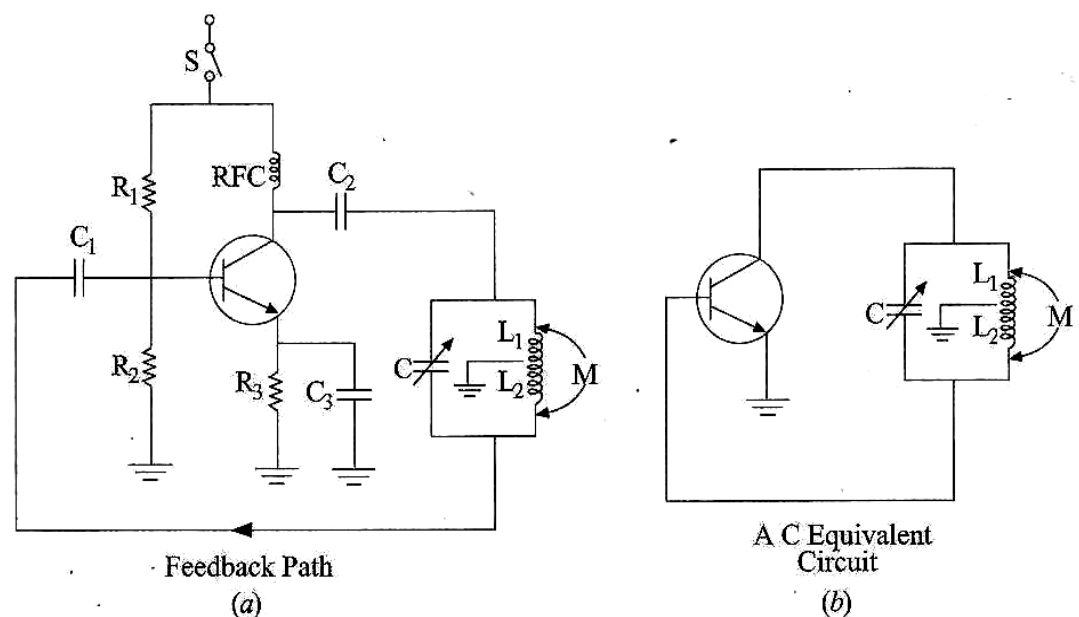 S
R1
RFC
C2
C1
R2
R3
C3
C
L1
L2
M
Feedback Path
(a)
C
L1
L2
M
A C Equivalent
Circuit
(b)